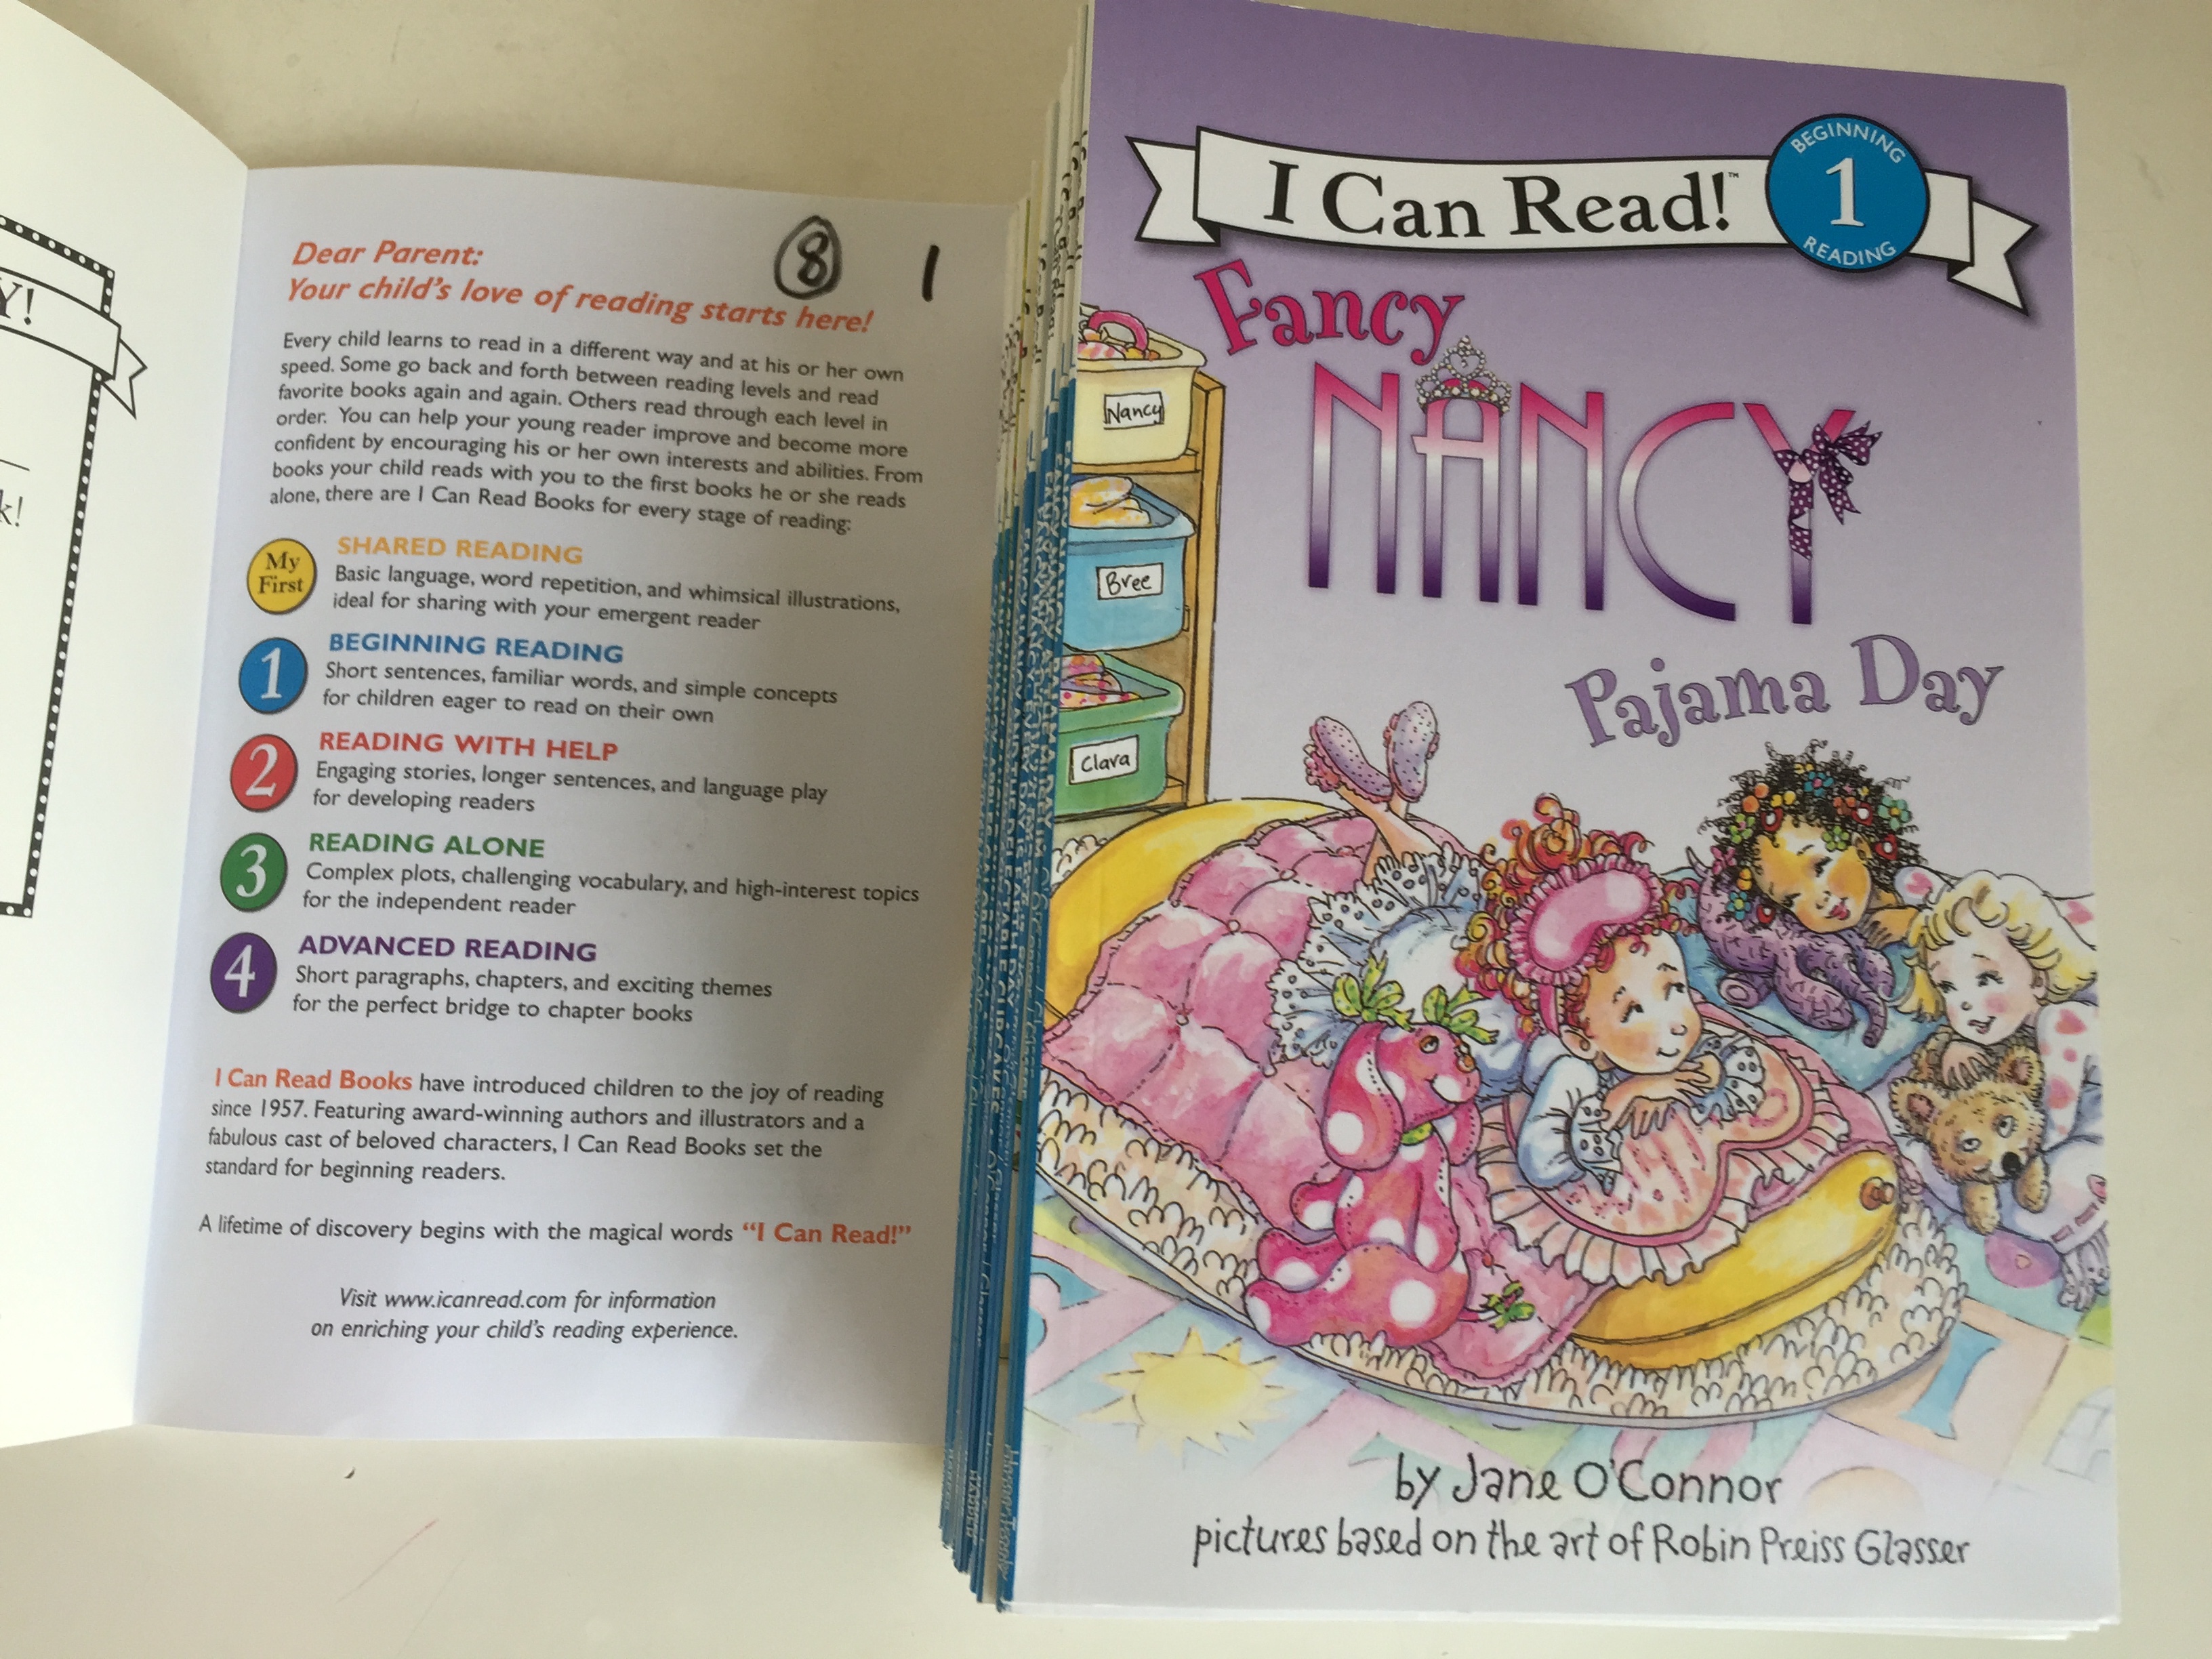 Y!
k!
8 1
Dear Parent:
Your child's love of reading starts here!
Every child learns to read in a different way and at his or her own
speed. Some go back and forth between reading levels and read
favorite books again and again. Others read through each level in
order. You can help your young reader improve and become more
confident by encouraging his or her own interests and abilities. From
books your child reads with you to the first books he or she reads
alone, there are I Can Read Books for every stage of reading:
My
First
SHARED READING
Basic language, word repetition, and whimsical illustrations,
ideal for sharing with your emergent reader
1
BEGINNING READING
Short sentences, familiar words, and simple concepts
for children eager to read on their own
2
READING WITH HELP
Engaging stories, longer sentences, and language play
for developing readers
3
READING ALONE
Complex plots, challenging vocabulary, and high-interest topics
for the independent reader
4
ADVANCED READING
Short paragraphs, chapters, and exciting themes
for the perfect bridge to chapter books
I Can Read Books have introduced children to the joy of reading
since 1957. Featuring award-winning authors and illustrators and a
fabulous cast of beloved characters, I Can Read Books set the
standard for beginning readers.
A lifetime of discovery begins with the magical words “I Can Read!”
Visit www.icanread.com for information
on enriching your child's reading experience.
I Can Read!™
BEGINNING
1
READING
Fancy
NANCY
Pajama Day
Nancy
Bree
Clara
by Jane O'Connor
pictures based on the art of Robin Preiss Glasser